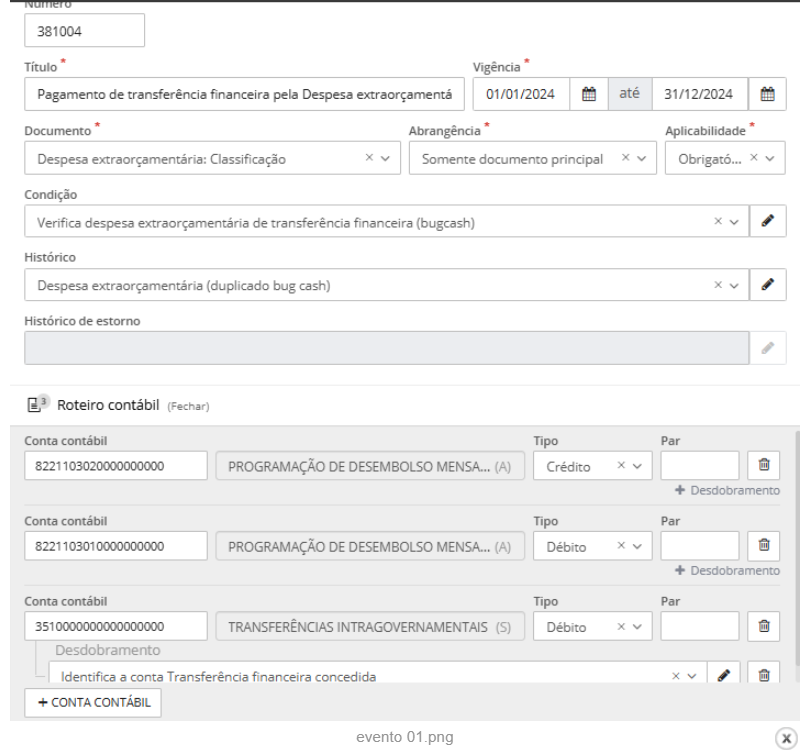 Número
381004
Título * Vigência *
Pagamento de transferência financeira pela Despesa extraorçamentá 01/01/2024 até 31/12/2024
Documento * Abrangência * Aplicabilidade *
Despesa extraorçamentária: Classificação Somente documento principal Obrigató...
Condição
Verifica despesa extraorçamentária de transferência financeira (bugcash)
Histórico
Despesa extraorçamentária (duplicado bug cash)
Histórico de estorno
3 Roteiro contábil (Fechar)
Conta contábil Tipo Par
8221103020000000000 PROGRAMAÇÃO DE DESEMBOLSO MENSA... (A) Crédito
+ Desdobramento
Conta contábil Tipo Par
8221103010000000000 PROGRAMAÇÃO DE DESEMBOLSO MENSA... (A) Débito
+ Desdobramento
Conta contábil Tipo Par
3510000000000000000 TRANSFERÊNCIAS INTRAGOVERNAMENTAIS (S) Débito
Desdobramento
Identifica a conta Transferência financeira concedida
+ CONTA CONTÁBIL
evento 01.png